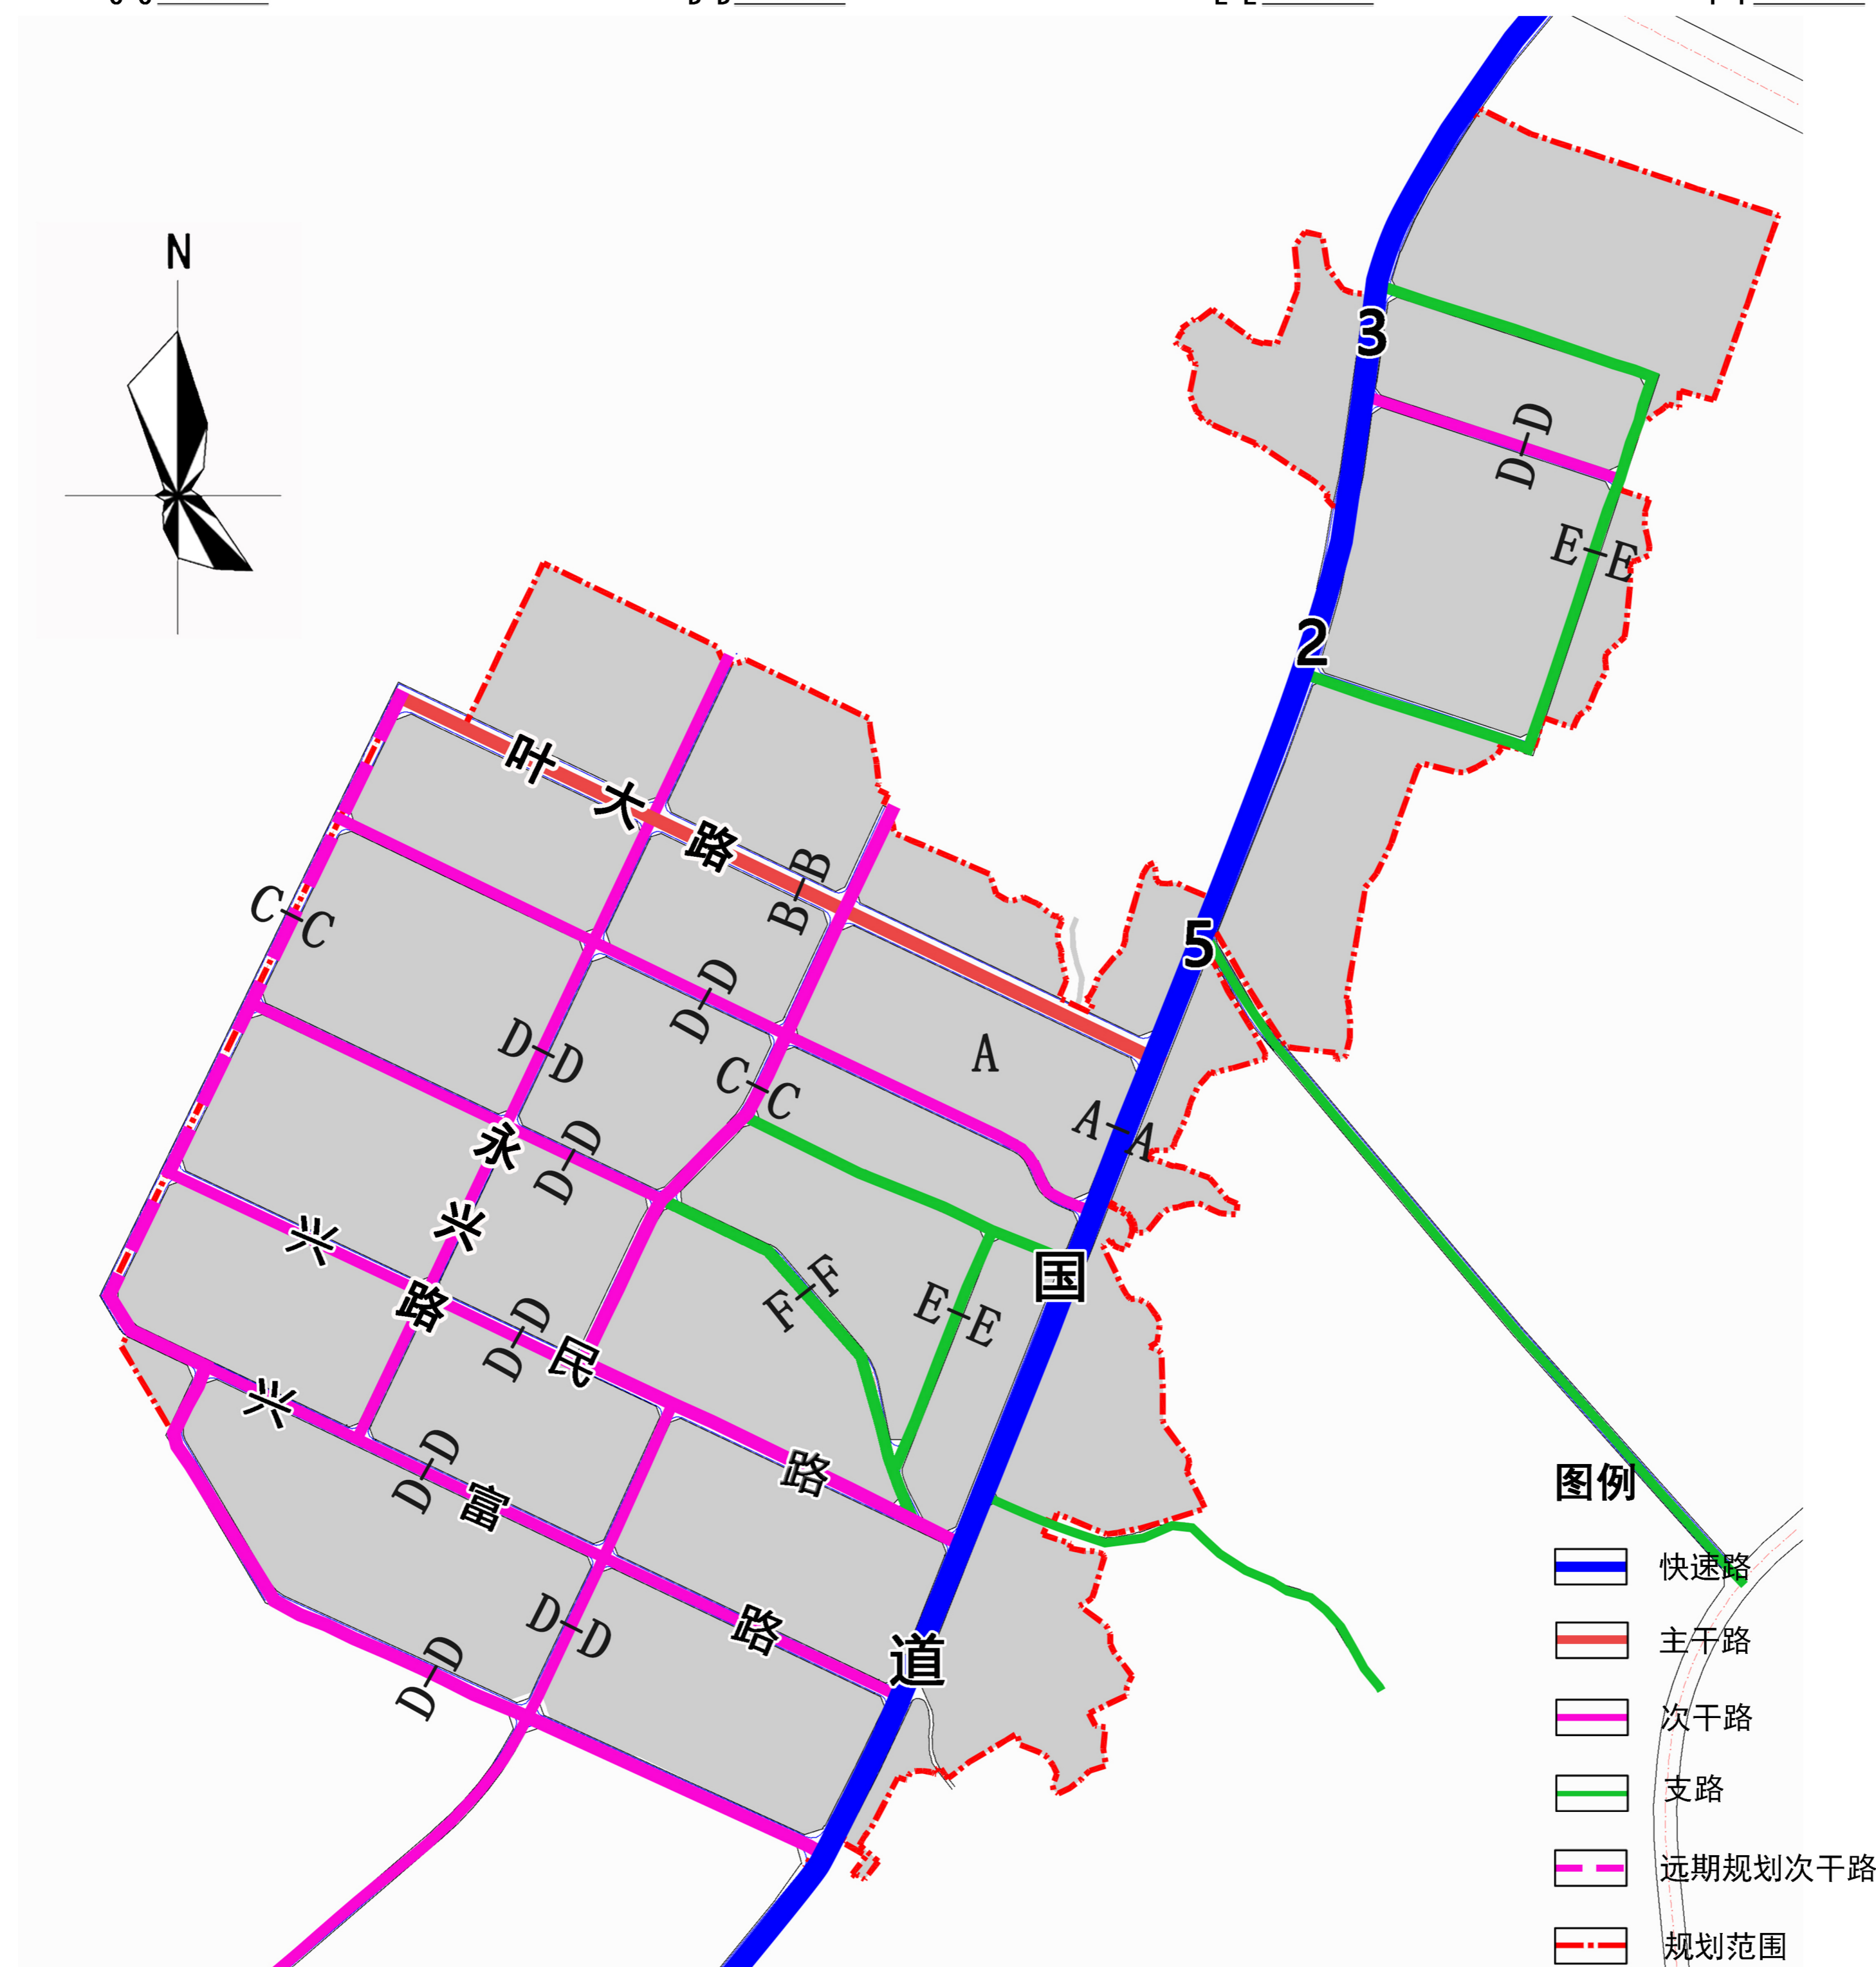 N
3
D-D
E-E
2
叶大路
B-B
C-C
5
D-D
D-D
A
C-C
A-A
永兴路
D-D
兴民路
国道
F-F
E-E
D-D
兴富路
D-D
D-D
D-D
图例
快速路
主干路
次干路
支路
远期规划次干路
规划范围